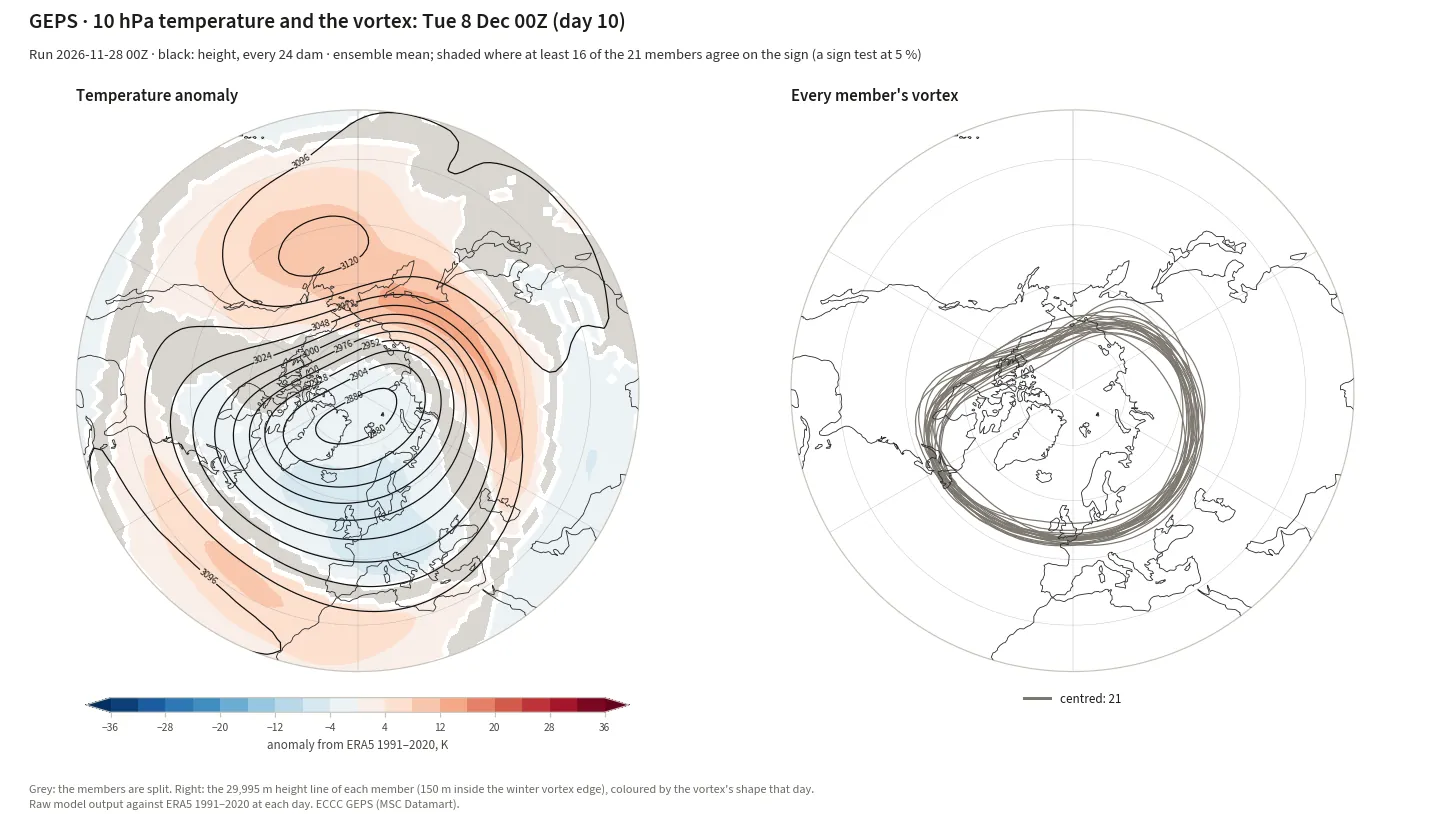 GEPS · 10 hPa temperature and the vortex: Tue 8 Dec 00Z (day 10)
Run 2026-11-28 00Z · black: height, every 24 dam · ensemble mean; shaded where at least 16 of the 21 members agree on the sign (a sign test at 5 %)
Temperature anomaly
Every member's vortex
3096
3120
3048
3024
3000
2976
2952
2904
2880
2880
3096
centred: 21
−36 −28 −20 −12 −4 4 12 20 28 36
anomaly from ERA5 1991–2020, K
Grey: the members are split. Right: the 29,995 m height line of each member (150 m inside the winter vortex edge), coloured by the vortex's shape that day.
Raw model output against ERA5 1991–2020 at each day. ECCC GEPS (MSC Datamart).